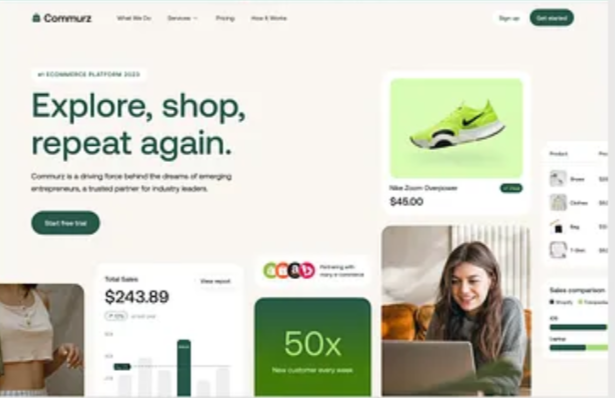 Commurz
What We Do
Services
Pricing
How It Works
Sign up
Get started
#1 ECOMMERCE PLATFORM 2023
Explore, shop,
repeat again.
Commurz is a driving force behind the dreams of emerging
entrepreneurs, a trusted partner for industry leaders.
Start free trial
Nike Zoom Overpower
$45.00
Product
Shoes
Clothes
Bag
T-Shirt
Sales comparison
Shopify
Total Sales
View report
$243.89
Partnering with
many e-commerce
50x
New customer every week
Laptop